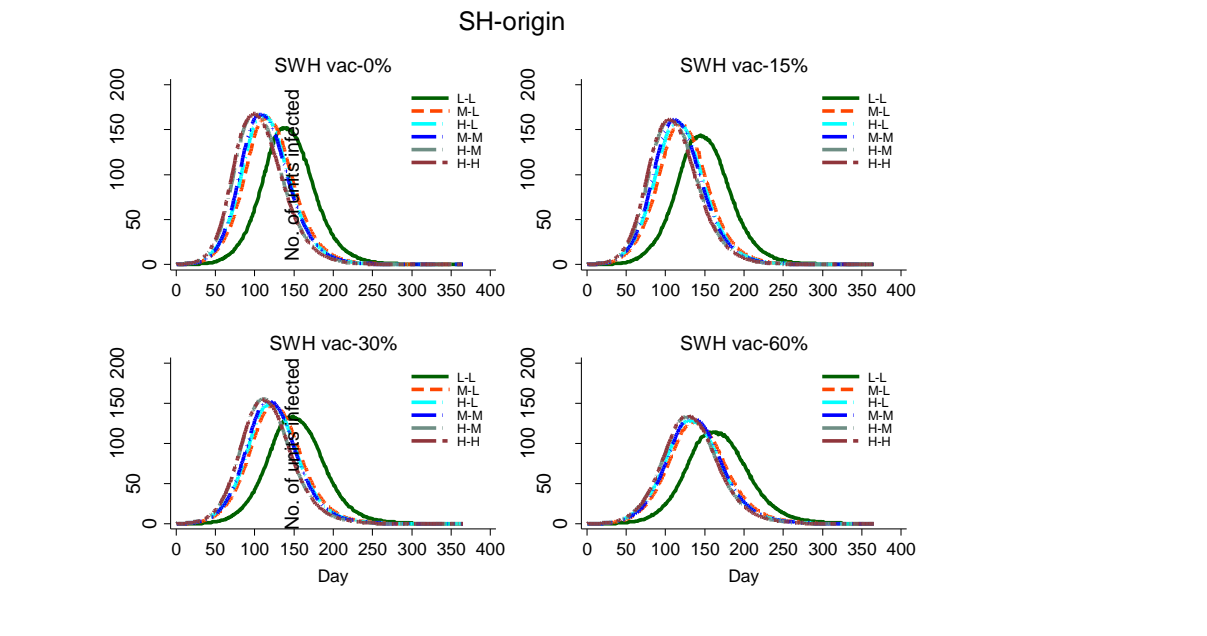 SH-origin
SWH vac-0%
No. of units infected
200
150
100
50
0
0 50 100 150 200 250 300 350 400
L-L
M-L
H-L
M-M
H-M
H-H
SWH vac-15%
200
150
100
50
0
0 50 100 150 200 250 300 350 400
L-L
M-L
H-L
M-M
H-M
H-H
SWH vac-30%
No. of units infected
200
150
100
50
0
0 50 100 150 200 250 300 350 400
Day
L-L
M-L
H-L
M-M
H-M
H-H
SWH vac-60%
200
150
100
50
0
0 50 100 150 200 250 300 350 400
Day
L-L
M-L
H-L
M-M
H-M
H-H